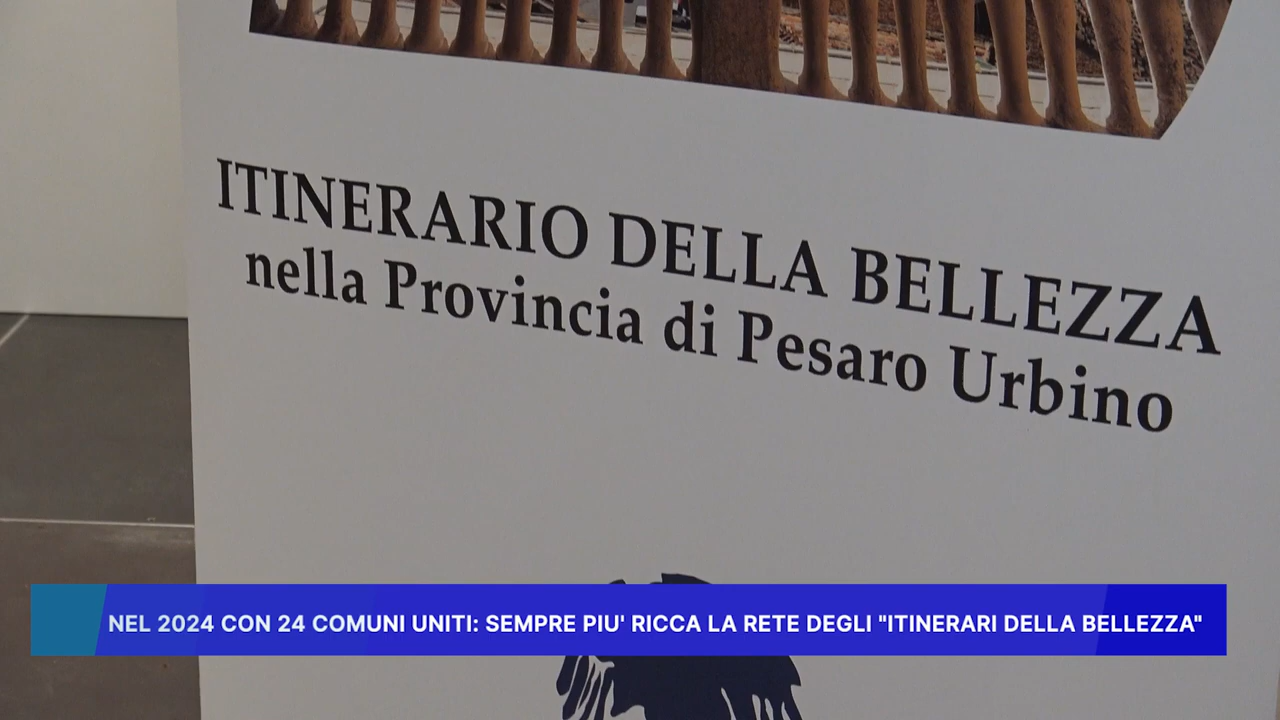 ITINERARIO DELLA BELLEZZA
nella Provincia di Pesaro Urbino
NEL 2024 CON 24 COMUNI UNITI: SEMPRE PIU' RICCA LA RETE DEGLI "ITINERARI DELLA BELLEZZA"